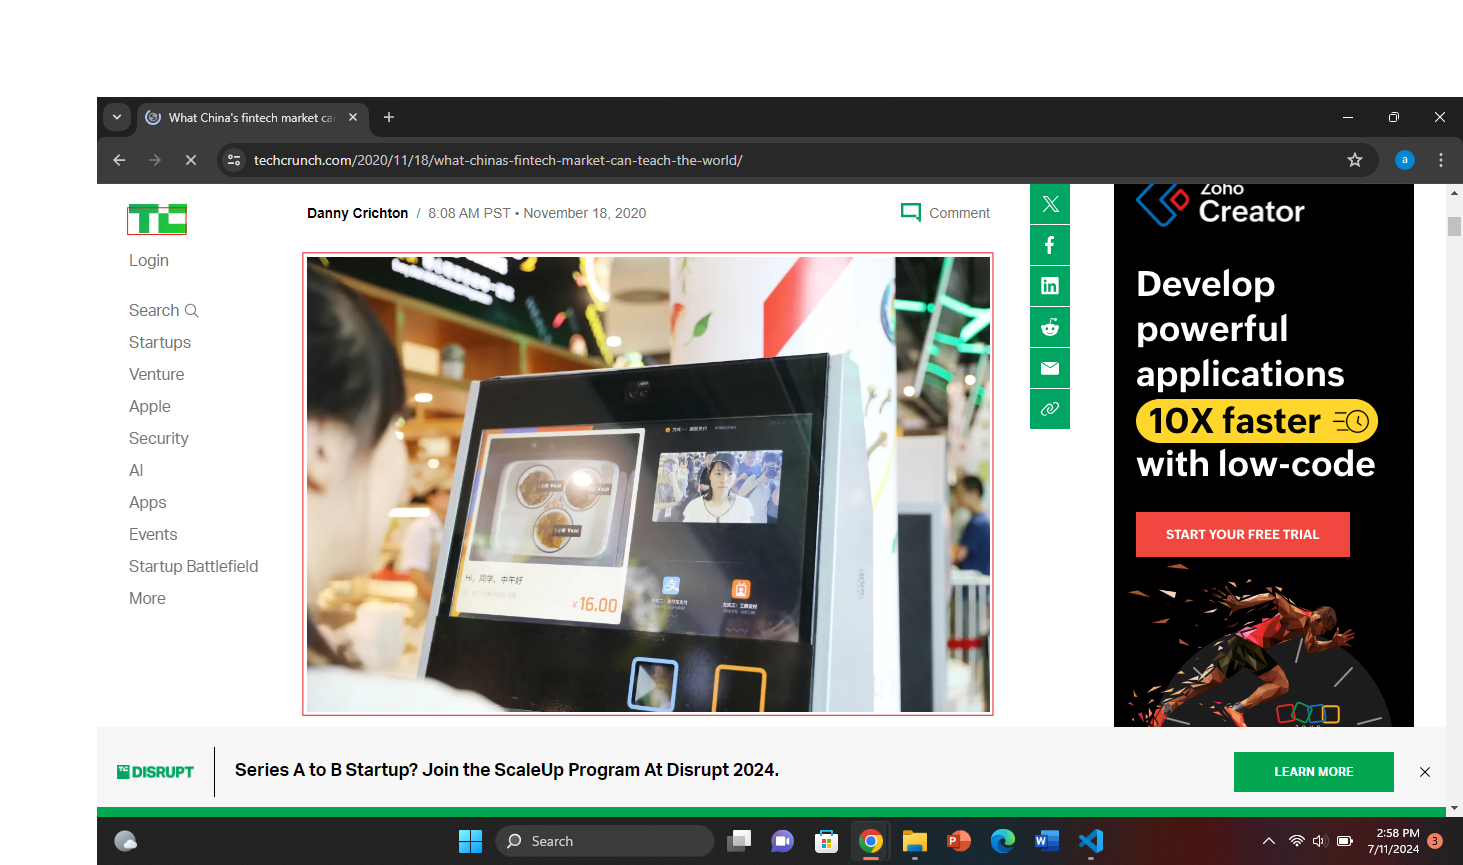 What China's fintech market ca
techcrunch.com/2020/11/18/what-chinas-fintech-market-can-teach-the-world/
a
TC
Login
Search
Startups
Venture
Apple
Security
AI
Apps
Events
Startup Battlefield
More
Danny Crichton / 8:08 AM PST • November 18, 2020
Comment
Hi, 同学, 中午好
¥16.00
支
Zoho
Creator
Develop
powerful
applications
10X faster
with low-code
START YOUR FREE TRIAL
TC DISRUPT
Series A to B Startup? Join the ScaleUp Program At Disrupt 2024.
LEARN MORE
Search
2:58 PM
7/11/2024
3